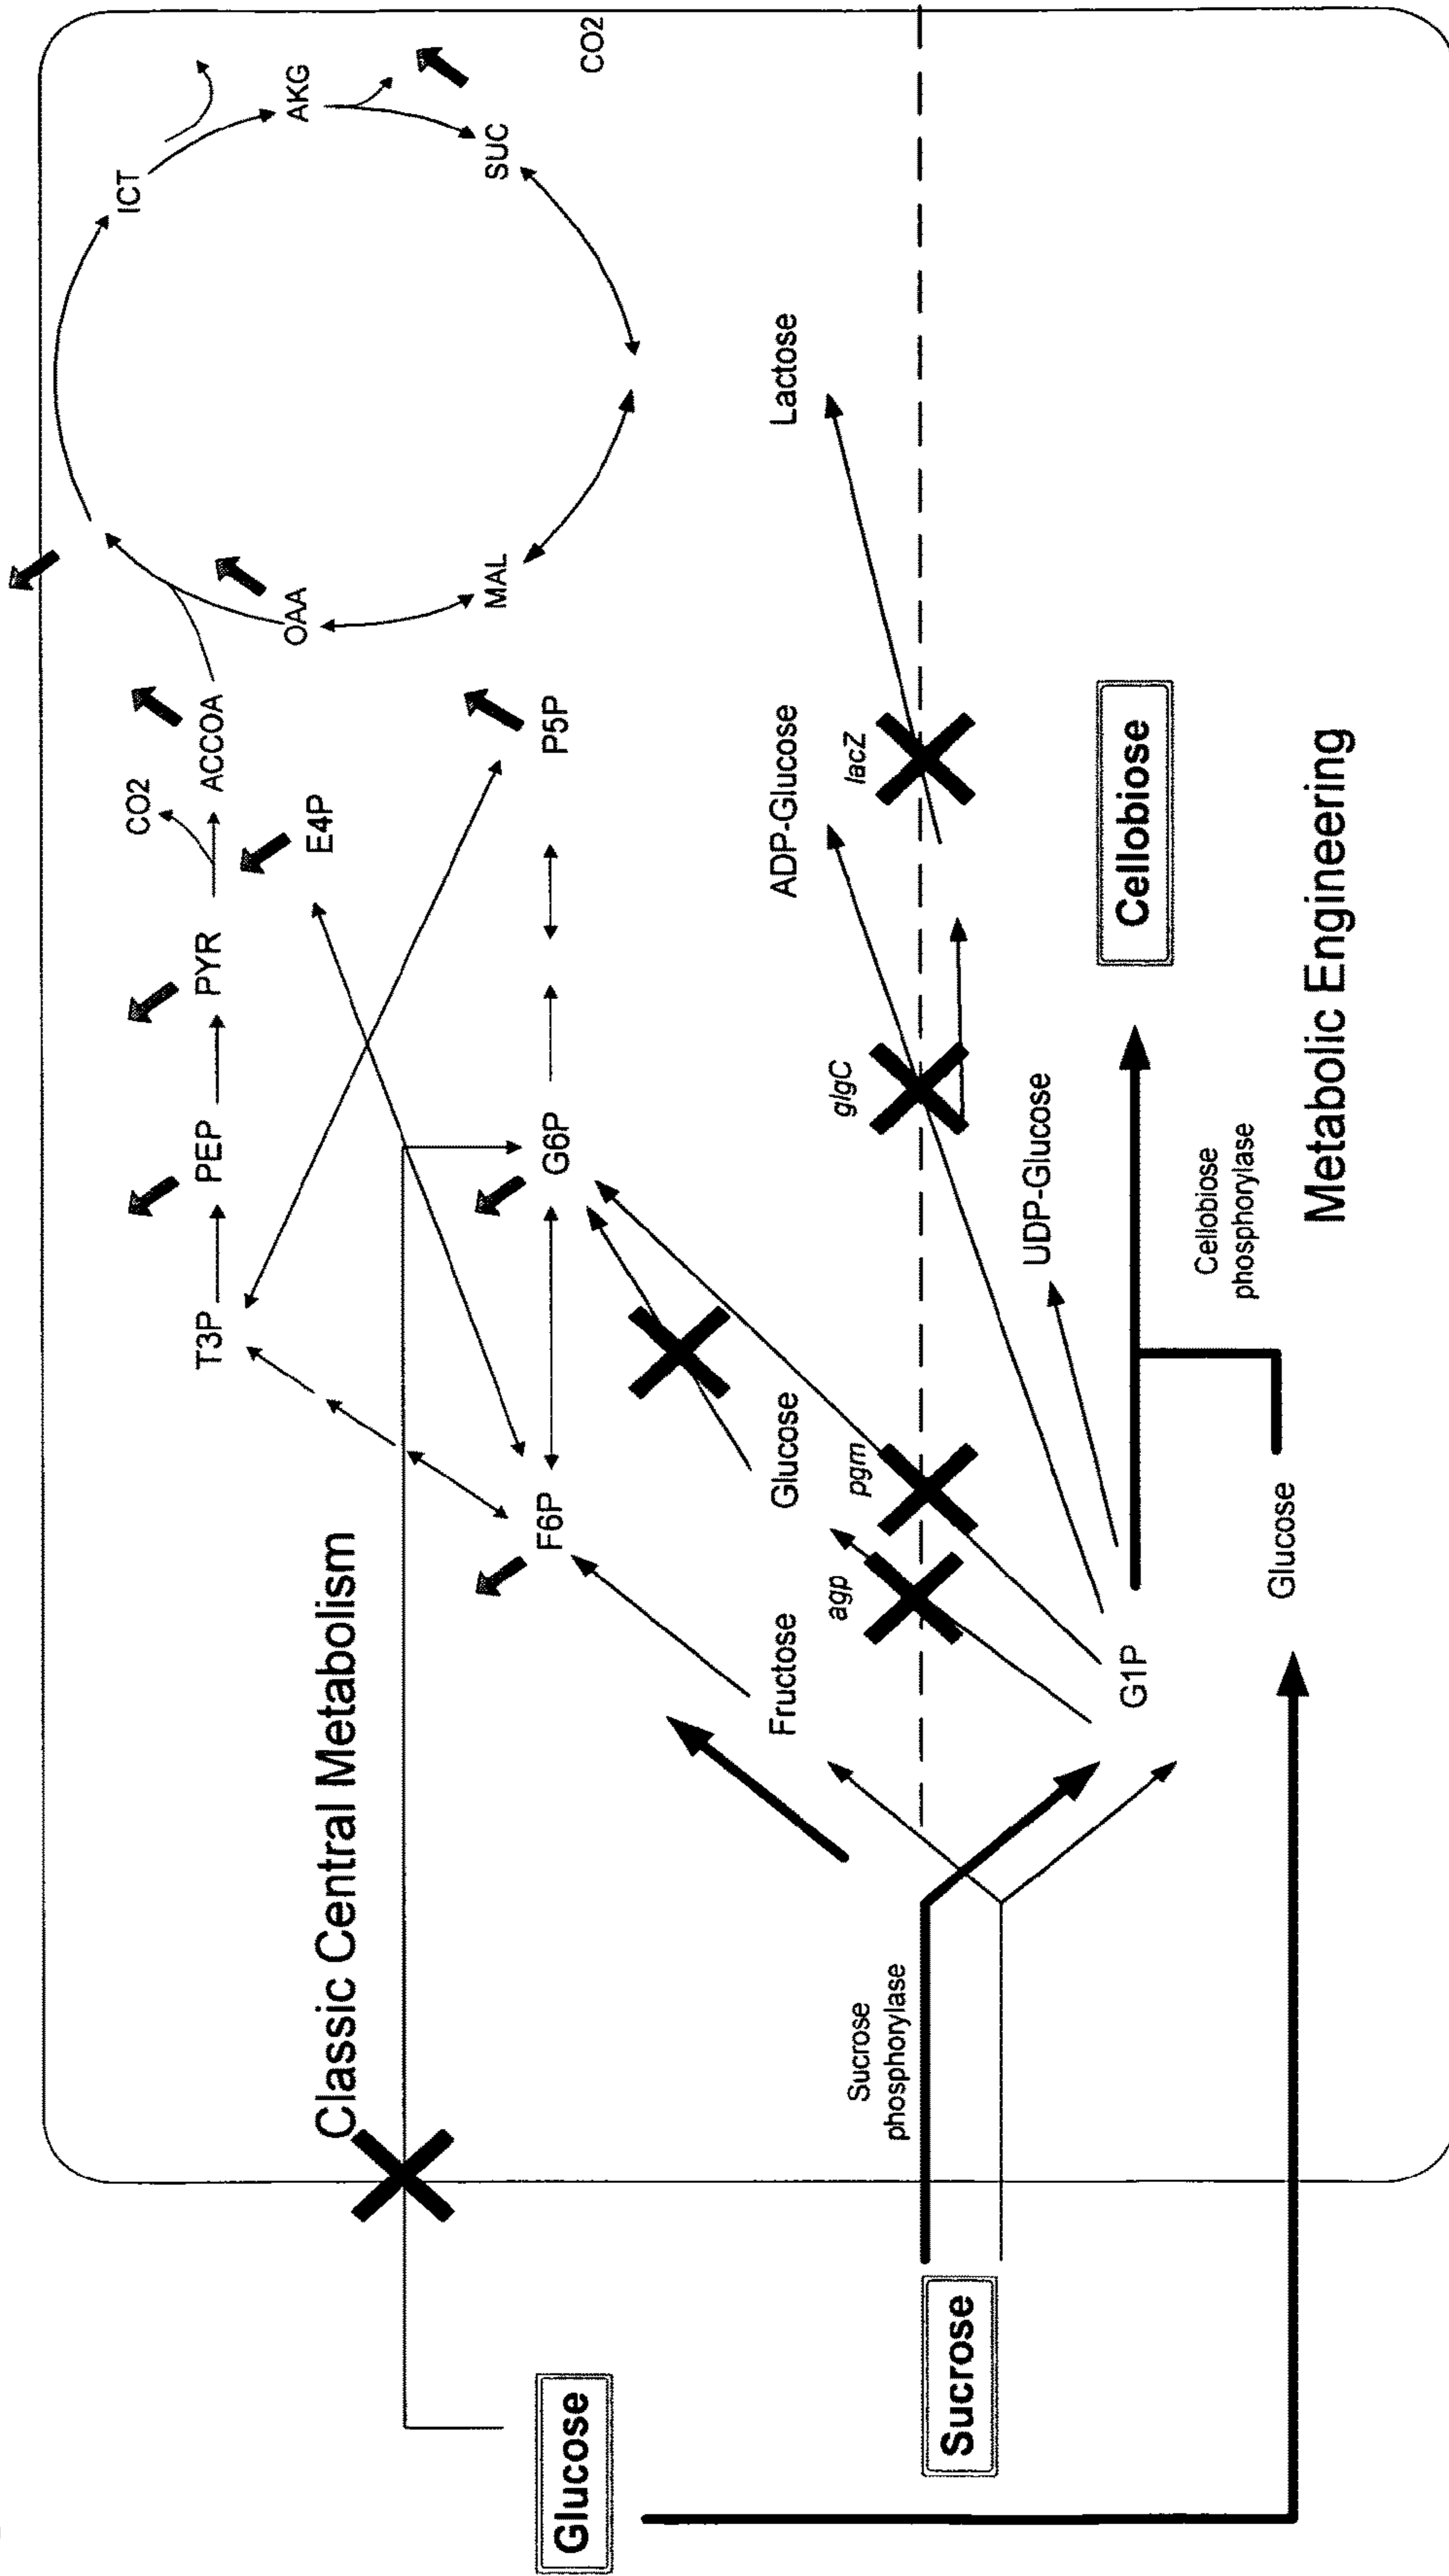 Classic Central Metabolism
T3P
PEP
PYR
CO2
ACCOA
E4P
OAA
ICT
AKG
SUC
MAL
CO2
F6P
G6P
P5P
Glucose
Fructose
Glucose
ADP-Glucose
Lactose
agp
pgm
glgC
lacZ
Sucrose
phosphorylase
Sucrose
G1P
UDP-Glucose
Cellobiose
Cellobiose
phosphorylase
Glucose
Metabolic Engineering